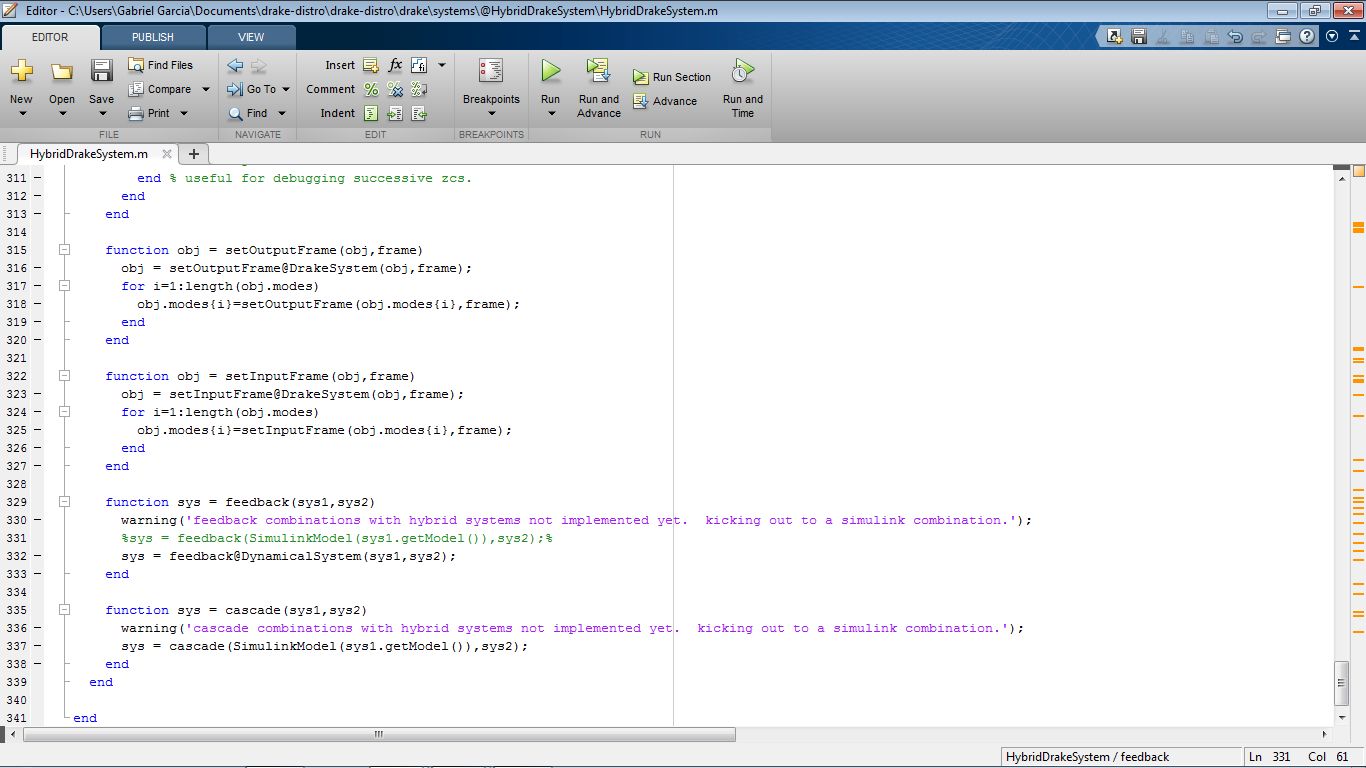 Editor - C:\Users\Gabriel Garcia\Documents\drake-distro\drake-distro\drake\systems\@HybridDrakeSystem\HybridDrakeSystem.m
EDITOR PUBLISH VIEW
New Open Save Find Files Compare Print
Go To Find
Insert fx
Comment
Indent
Breakpoints
Run Run and Advance Run Section Advance Run and Time
FILE NAVIGATE EDIT BREAKPOINTS RUN
HybridDrakeSystem.m
311 end % useful for debugging successive zcs.
312 end
313 end
314
315 function obj = setOutputFrame(obj,frame)
316 obj = setOutputFrame@DrakeSystem(obj,frame);
317 for i=1:length(obj.modes)
318 obj.modes{i}=setOutputFrame(obj.modes{i},frame);
319 end
320 end
321
322 function obj = setInputFrame(obj,frame)
323 obj = setInputFrame@DrakeSystem(obj,frame);
324 for i=1:length(obj.modes)
325 obj.modes{i}=setInputFrame(obj.modes{i},frame);
326 end
327 end
328
329 function sys = feedback(sys1,sys2)
330 warning('feedback combinations with hybrid systems not implemented yet.  kicking out to a simulink combination.');
331 %sys = feedback(SimulinkModel(sys1.getModel()),sys2);%
332 sys = feedback@DynamicalSystem(sys1,sys2);
333 end
334
335 function sys = cascade(sys1,sys2)
336 warning('cascade combinations with hybrid systems not implemented yet.  kicking out to a simulink combination.');
337 sys = cascade(SimulinkModel(sys1.getModel()),sys2);
338 end
339 end
340
341 end
HybridDrakeSystem / feedback Ln 331 Col 61